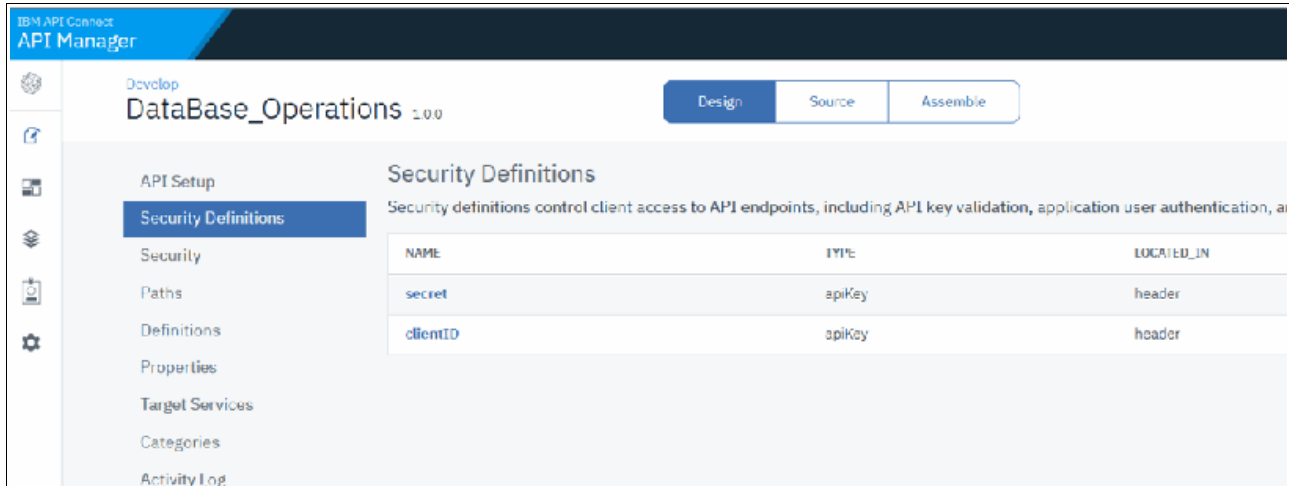 IBM API Connect
API Manager
Develop
DataBase_Operations 1.0.0
Design Source Assemble
API Setup
Security Definitions
Security
Paths
Definitions
Properties
Target Services
Categories
Activity Log
Security Definitions
Security definitions control client access to API endpoints, including API key validation, application user authentication,
NAME TYPE LOCATED_IN
secret apiKey header
clientID apiKey header